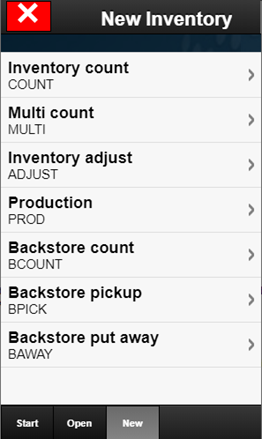 New Inventory
Inventory count
COUNT
Multi count
MULTI
Inventory adjust
ADJUST
Production
PROD
Backstore count
BCOUNT
Backstore pickup
BPICK
Backstore put away
BAWAY
Start Open New